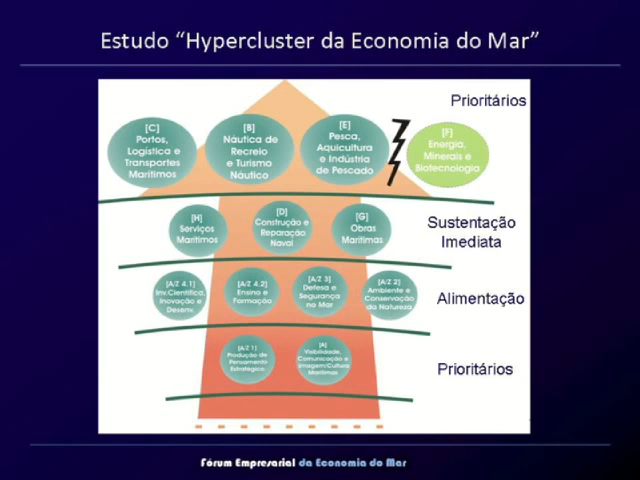 Estudo “Hypercluster da Economia do Mar”
Prioritários
[C]
Portos,
Logística e
Transportes
Marítimos
[B]
Náutica de
Recreio
e Turismo
Náutico
[E]
Pesca,
Aquicultura
e Indústria
de Pescado
[F]
Energia,
Minerais e
Biotecnologia
[H]
Serviços
Marítimos
[D]
Construção e
Reparação
Naval
[G]
Obras
Marítimas
Sustentação
Imediata
[A/Z 4.1]
Inv.Científica,
Inovação e
Desenv.
[A/Z 4.2]
Ensino e
Formação
[A/Z 3]
Defesa e
Segurança
no Mar
[A/Z 2]
Ambiente e
Conservação
da Natureza
Alimentação
[A/Z 1]
Produção de
Pensamento
Estratégico
[A]
Visibilidade,
Comunicação e
Imagem/Cultura
Marítimas
Prioritários
Fórum Empresarial da Economia do Mar